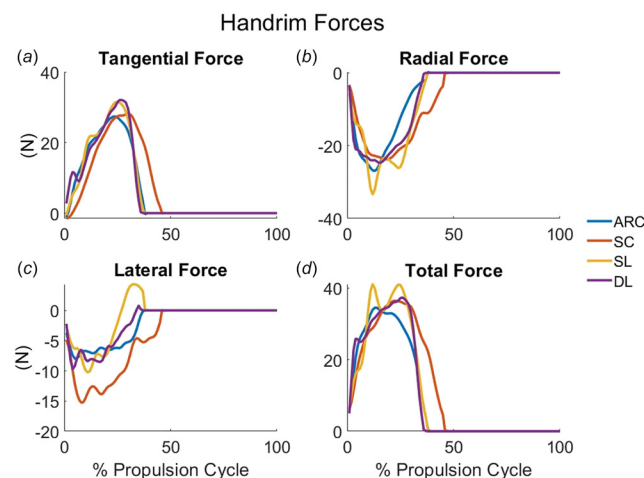 Handrim Forces
(a) Tangential Force
40
20
0
(N)
0 50 100
(b) Radial Force
-0
-20
-40
0 50 100
(c) Lateral Force
0
-5
-10
-15
-20
(N)
0 50 100
% Propulsion Cycle
(d) Total Force
40
20
0
0 50 100
% Propulsion Cycle
ARC
SC
SL
DL